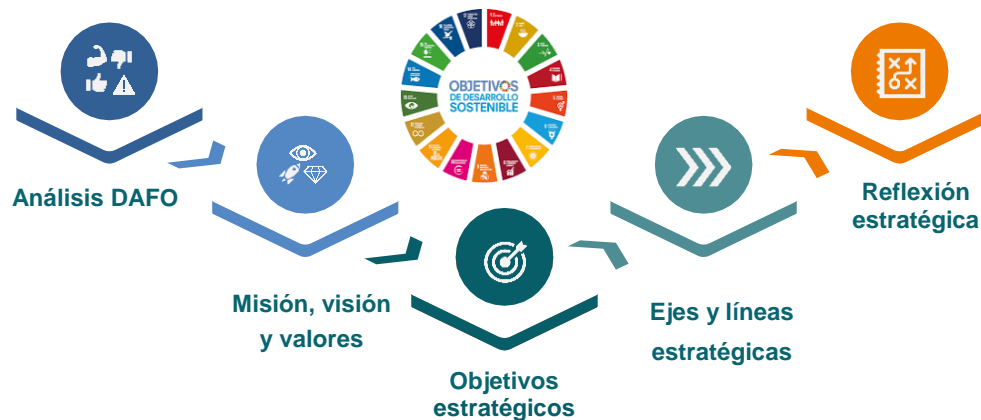 OBJETIVOS
DE DESARROLLO
SOSTENIBLE
Análisis DAFO
Misión, visión
y valores
Objetivos
estratégicos
Ejes y líneas
estratégicas
Reflexión
estratégica